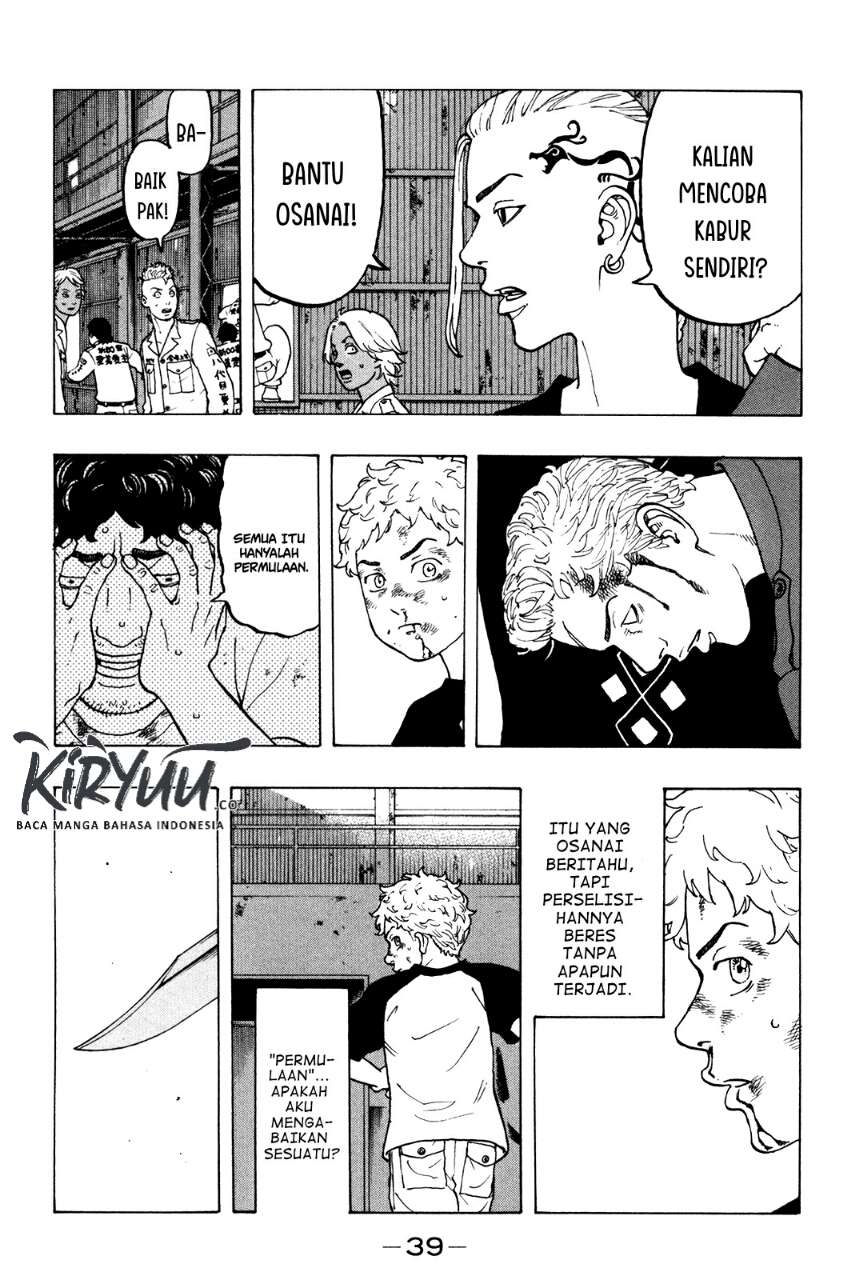 KALIAN
MENCOBA
KABUR
SENDIRI?
BANTU
OSANAI!
BA-
BAIK
PAK!
SEMUA ITU
HANYALAH
PERMULAAN.
KIRYUU
.CO
BACA MANGA BAHASA INDONESIA
ITU YANG
OSANAI
BERITAHU,
TAPI
PERSELISI-
HANNYA
BERES
TANPA
APAPUN
TERJADI.
"PERMU-
LAAN"...
APAKAH
AKU
MENGA-
BAIKAN
SESUATU?
-39-